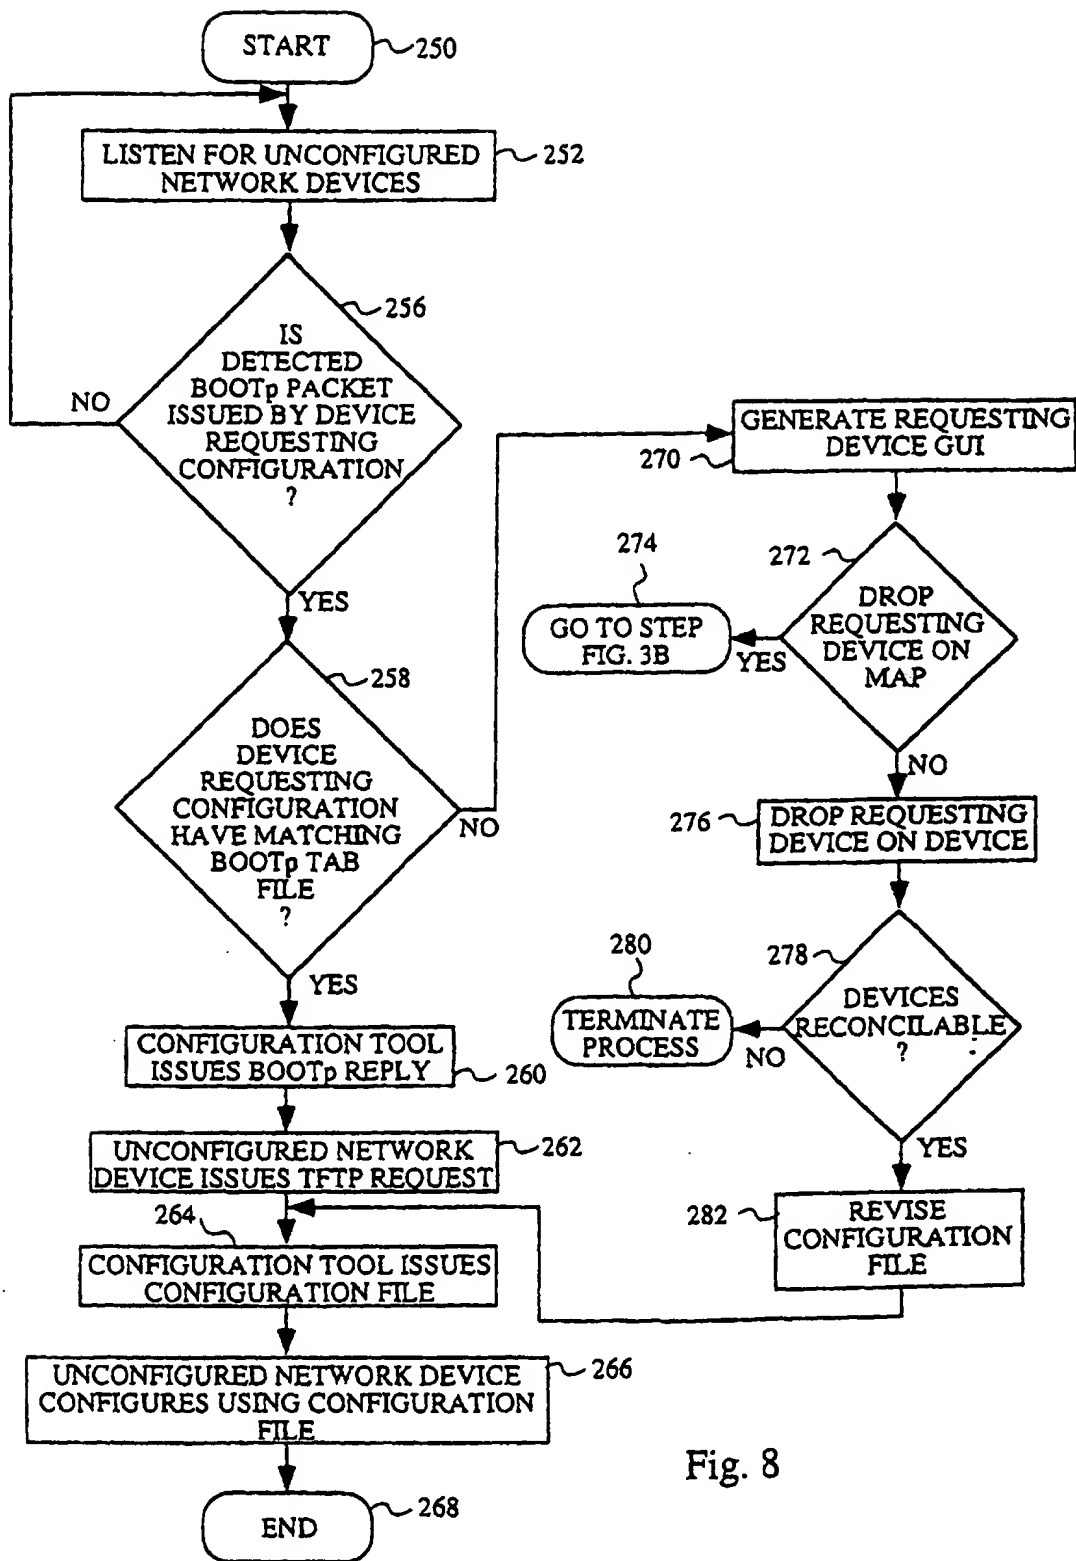 START
250
LISTEN FOR UNCONFIGURED
NETWORK DEVICES
252
256
IS
DETECTED
BOOTp PACKET
ISSUED BY DEVICE
REQUESTING
CONFIGURATION
?
NO
YES
258
DOES
DEVICE
REQUESTING
CONFIGURATION
HAVE MATCHING
BOOTp TAB
FILE
?
NO
YES
CONFIGURATION TOOL
ISSUES BOOTp REPLY
260
UNCONFIGURED NETWORK
DEVICE ISSUES TFTP REQUEST
262
264
CONFIGURATION TOOL ISSUES
CONFIGURATION FILE
UNCONFIGURED NETWORK DEVICE
CONFIGURES USING CONFIGURATION
FILE
266
END
268
GENERATE REQUESTING
DEVICE GUI
270
272
DROP
REQUESTING
DEVICE ON
MAP
YES
274
GO TO STEP
FIG. 3B
NO
276
DROP REQUESTING
DEVICE ON DEVICE
278
DEVICES
RECONCILABLE
?
NO
280
TERMINATE
PROCESS
YES
282
REVISE
CONFIGURATION
FILE
Fig. 8